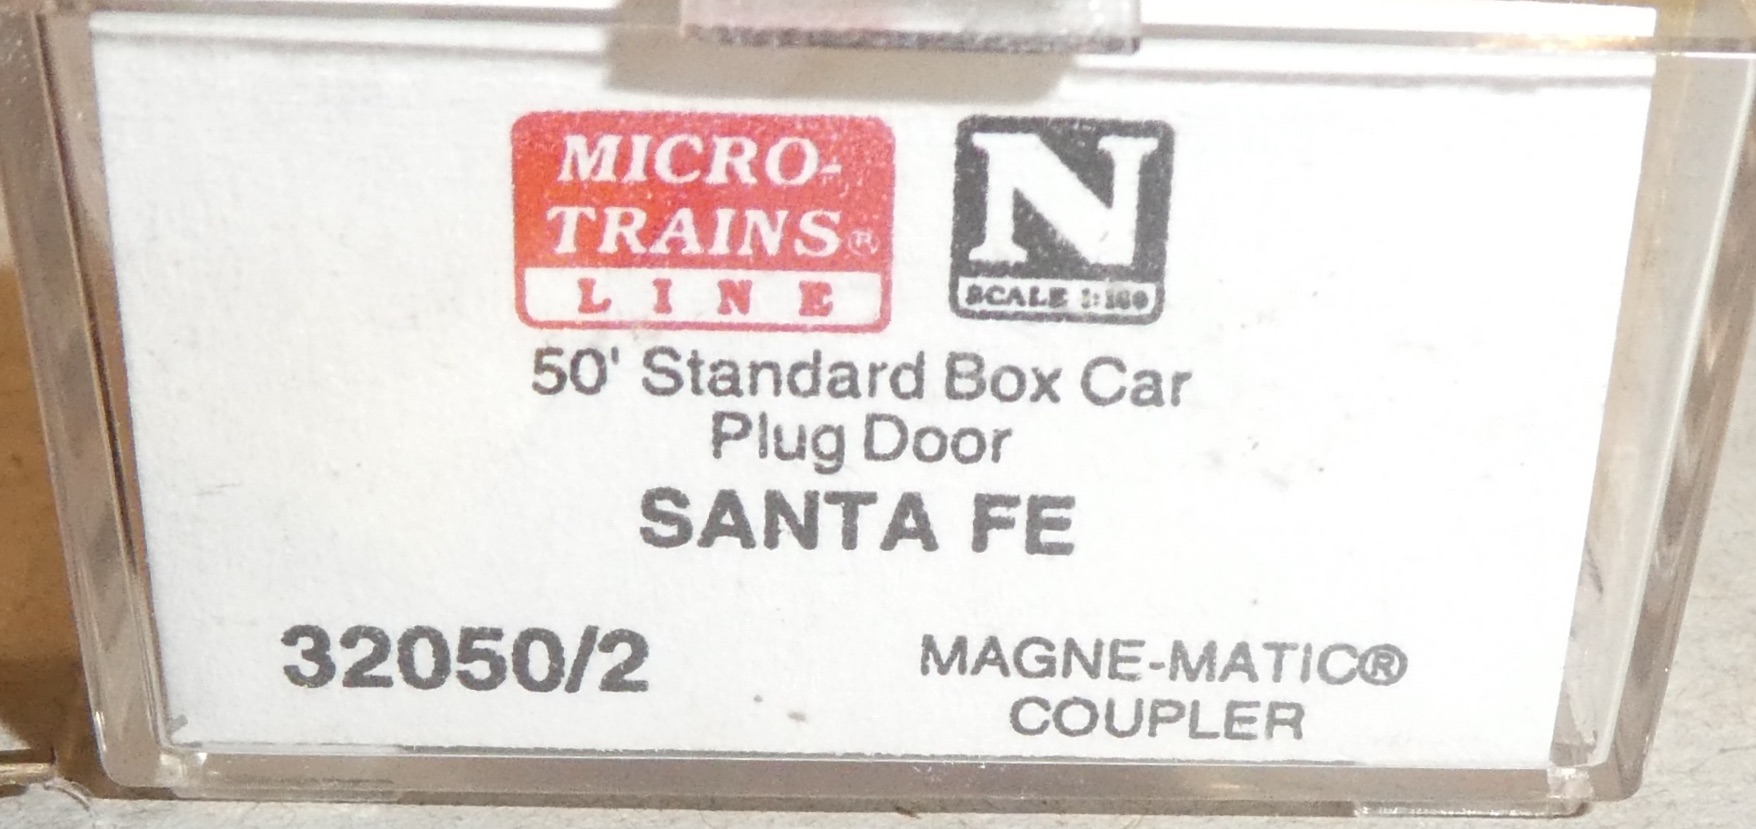 MICRO-
TRAINS®
LINE
N
SCALE 1:160
50' Standard Box Car
Plug Door
SANTA FE
32050/2
MAGNE-MATIC®
COUPLER